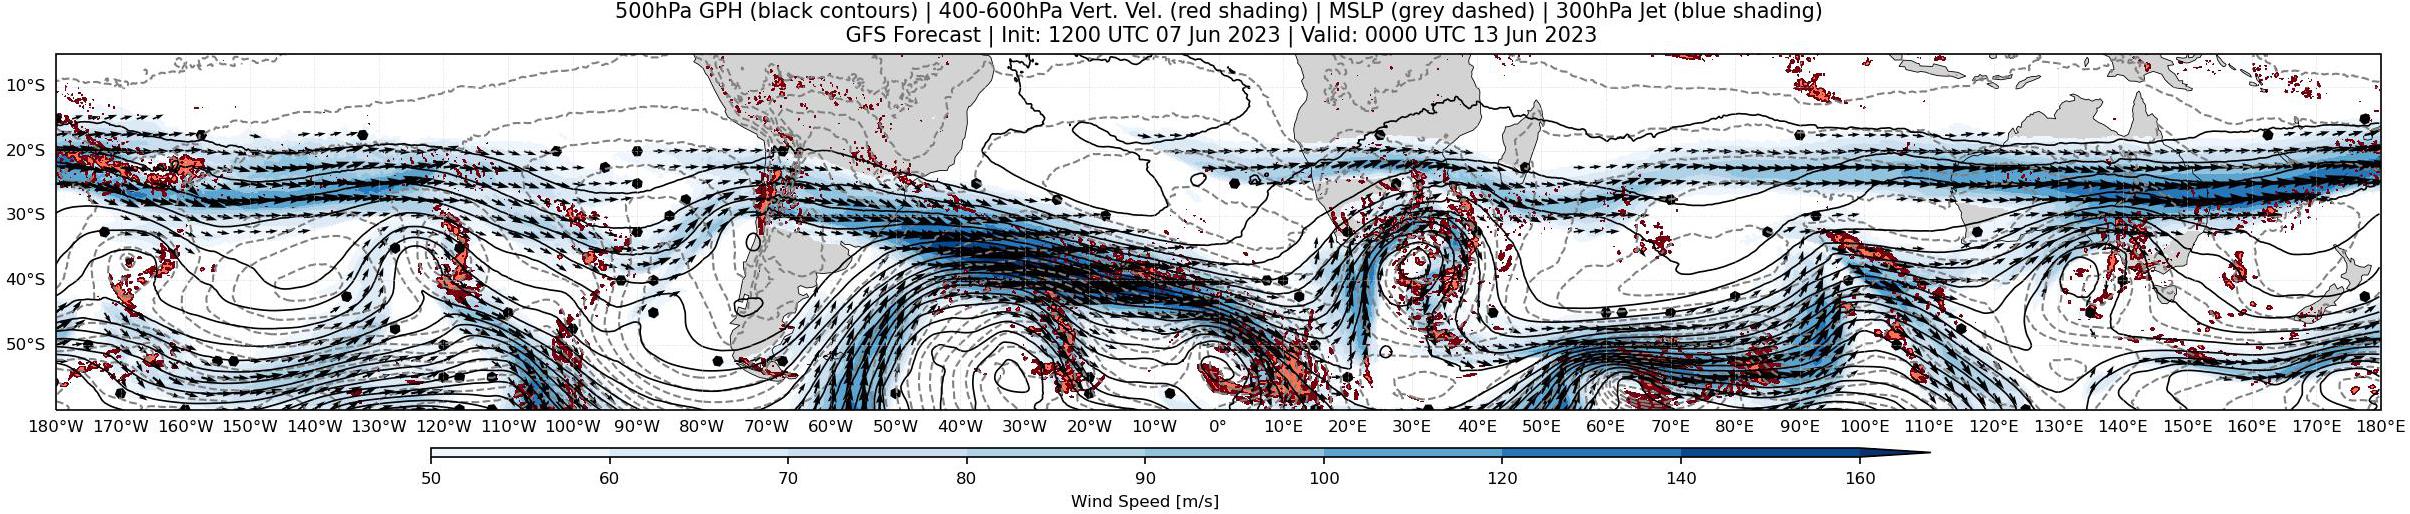 500hPa GPH (black contours) | 400-600hPa Vert. Vel. (red shading) | MSLP (grey dashed) | 300hPa Jet (blue shading)
GFS Forecast | Init: 1200 UTC 07 Jun 2023 | Valid: 0000 UTC 13 Jun 2023
10°S
20°S
30°S
40°S
50°S
180°W 170°W 160°W 150°W 140°W 130°W 120°W 110°W 100°W 90°W 80°W 70°W 60°W 50°W 40°W 30°W 20°W 10°W 0° 10°E 20°E 30°E 40°E 50°E 60°E 70°E 80°E 90°E 100°E 110°E 120°E 130°E 140°E 150°E 160°E 170°E 180°E
50 60 70 80 90 100 120 140 160
Wind Speed [m/s]